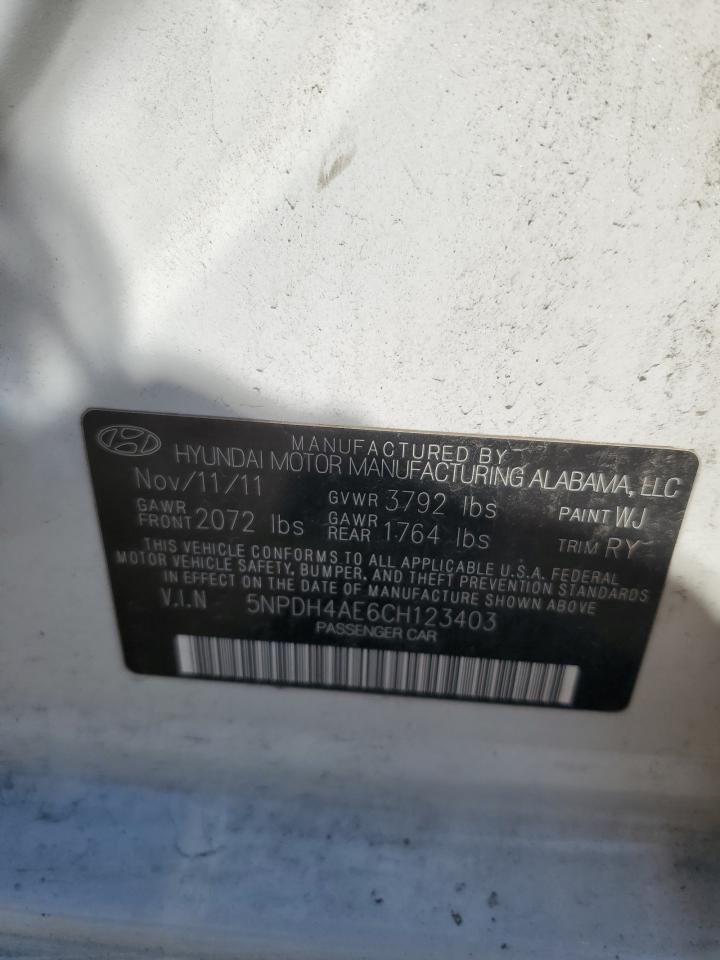 MANUFACTURED BY
HYUNDAI MOTOR MANUFACTURING ALABAMA, LLC
Nov/11/11 GVWR 3792 lbs PAINT WJ
GAWR FRONT 2072 lbs GAWR REAR 1764 lbs TRIM RY
THIS VEHICLE CONFORMS TO ALL APPLICABLE U.S.A. FEDERAL
MOTOR VEHICLE SAFETY, BUMPER, AND THEFT PREVENTION STANDARDS
IN EFFECT ON THE DATE OF MANUFACTURE SHOWN ABOVE
V.I.N 5NPDH4AE6CH123403
PASSENGER CAR